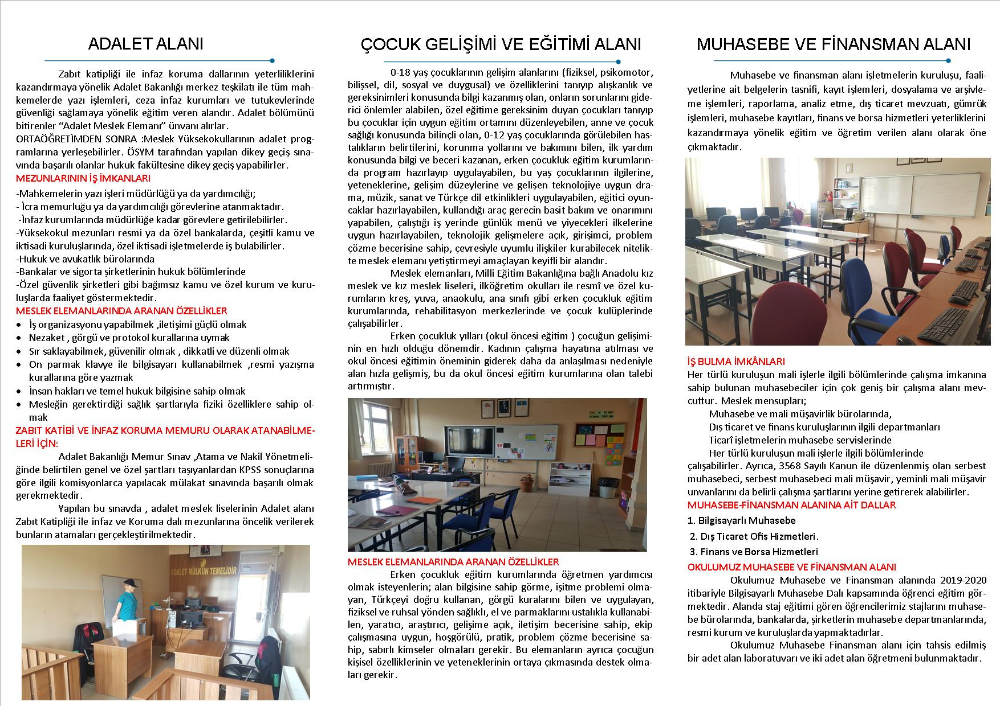 ADALET ALANI
Zabıt katipliği ile infaz koruma dallarının yeterliliklerini
kazandırmaya yönelik Adalet Bakanlığı merkez teşkilatı ile tüm mah-
kemelerde yazı işlemleri, ceza infaz kurumları ve tutukevlerinde
güvenliği sağlamaya yönelik eğitim veren alandır. Adalet bölümünü
bitirenler “Adalet Meslek Elemanı” ünvanı alırlar.
ORTAÖĞRETİMDEN SONRA :Meslek Yüksekokullarının adalet prog-
ramlarına yerleşebilirler. ÖSYM tarafından yapılan dikey geçiş sına-
vında başarılı olanlar hukuk fakültesine dikey geçiş yapabilirler.
MEZUNLARININ İŞ İMKANLARI
-Mahkemelerin yazı işleri müdürlüğü ya da yardımcılığı;
- İcra memurluğu ya da yardımcılığı görevlerine atanmaktadır.
-İnfaz kurumlarında müdürlüğe kadar görevlere getirilebilirler.
-Yüksekokul mezunları resmi ya da özel bankalarda, çeşitli kamu ve
iktisadi kuruluşlarında, özel iktisadi işletmelerde iş bulabilirler.
-Hukuk ve avukatlık bürolarında
-Bankalar ve sigorta şirketlerinin hukuk bölümlerinde
-Özel güvenlik şirketleri gibi bağımsız kamu ve özel kurum ve kuru-
luşlarda faaliyet göstermektedir.
MESLEK ELEMANLARINDA ARANAN ÖZELLİKLER
• İş organizasyonu yapabilmek ,iletişimi güçlü olmak
• Nezaket , görgü ve protokol kurallarına uymak
• Sır saklayabilmek, güvenilir olmak , dikkatli ve düzenli olmak
• On parmak klavye ile bilgisayarı kullanabilmek ,resmi yazışma
kurallarına göre yazmak
• İnsan hakları ve temel hukuk bilgisine sahip olmak
• Mesleğin gerektirdiği sağlık şartlarıyla fiziki özelliklere sahip ol-
mak
ZABIT KATİBİ VE İNFAZ KORUMA MEMURU OLARAK ATANABİLME-
LERİ İÇİN:
Adalet Bakanlığı Memur Sınav ,Atama ve Nakil Yönetmeli-
ğinde belirtilen genel ve özel şartları taşıyanlardan KPSS sonuçlarına
göre ilgili komisyonlarca yapılacak mülakat sınavında başarılı olmak
gerekmektedir.
Yapılan bu sınavda , adalet meslek liselerinin Adalet alanı
Zabıt Katipliği ile infaz ve Koruma dalı mezunlarına öncelik verilerek
bunların atamaları gerçekleştirilmektedir.
ADALET MÜLKÜN TEMELİDİR
ÇOCUK GELİŞİMİ VE EĞİTİMİ ALANI
0-18 yaş çocuklarının gelişim alanlarını (fiziksel, psikomotor,
bilişsel, dil, sosyal ve duygusal) ve özelliklerini tanıyıp alışkanlık ve
gereksinimleri konusunda bilgi kazanmış olan, onların sorunlarını gide-
rici önlemler alabilen, özel eğitime gereksinim duyan çocukları tanıyıp
bu çocuklar için uygun eğitim ortamını düzenleyebilen, anne ve çocuk
sağlığı konusunda bilinçli olan, 0-12 yaş çocuklarında görülebilen has-
talıkların belirtilerini, korunma yollarını ve bakımını bilen, ilk yardım
konusunda bilgi ve beceri kazanan, erken çocukluk eğitim kurumların-
da program hazırlayıp uygulayabilen, bu yaş çocuklarının ilgilerine,
yeteneklerine, gelişim düzeylerine ve gelişen teknolojiye uygun dra-
ma, müzik, sanat ve Türkçe dil etkinlikleri uygulayabilen, eğitici oyun-
caklar hazırlayabilen, kullandığı araç gerecin basit bakım ve onarımını
yapabilen, çalıştığı iş yerinde günlük menü ve yiyecekleri ilkelerine
uygun hazırlayabilen, teknolojik gelişmelere açık, girişimci, problem
çözme becerisine sahip, çevresiyle uyumlu ilişkiler kurabilecek nitelik-
te meslek elemanı yetiştirmeyi amaçlayan keyifli bir alandır.
Meslek elemanları, Milli Eğitim Bakanlığına bağlı Anadolu kız
meslek ve kız meslek liseleri, ilköğretim okulları ile resmî ve özel ku-
rumların kreş, yuva, anaokulu, ana sınıfı gibi erken çocukluk eğitim
kurumlarında, rehabilitasyon merkezlerinde ve çocuk kulüplerinde
çalışabilirler.
Erken çocukluk yılları (okul öncesi eğitim ) çocuğun gelişimi-
nin en hızlı olduğu dönemdir. Kadının çalışma hayatına atılması ve
okul öncesi eğitimin öneminin giderek daha da anlaşılması nedeniyle
alan hızla gelişmiş, bu da okul öncesi eğitim kurumlarına olan talebi
artırmıştır.
MESLEK ELEMANLARINDA ARANAN ÖZELLİKLER
Erken çocukluk eğitim kurumlarında öğretmen yardımcısı
olmak isteyenlerin; alan bilgisine sahip görme, işitme problemi olma-
yan, Türkçeyi doğru kullanan, görgü kuralarını bilen ve uygulayan,
fiziksel ve ruhsal yönden sağlıklı, el ve parmaklarını ustalıkla kullanabi-
len, yaratıcı, araştırıcı, gelişime açık, iletişim becerisine sahip, ekip
çalışmasına uygun, hoşgörülü, pratik, problem çözme becerisine sa-
hip, sabırlı kimseler olmaları gerekir. Bu elemanların ayrıca çocuğun
kişisel özelliklerinin ve yeteneklerinin ortaya çıkmasında destek olma-
ları gerekir.
MUHASEBE VE FİNANSMAN ALANI
Muhasebe ve finansman alanı işletmelerin kuruluşu, faali-
yetlerine ait belgelerin tasnifi, kayıt işlemleri, dosyalama ve arşivle-
me işlemleri, raporlama, analiz etme, dış ticaret mevzuatı, gümrük
işlemleri, muhasebe kayıtları, finans ve borsa hizmetleri yeterliklerini
kazandırmaya yönelik eğitim ve öğretim verilen alanı olarak öne
çıkmaktadır.
İŞ BULMA İMKÂNLARI
Her türlü kuruluşun mali işlerle ilgili bölümlerinde çalışma imkanına
sahip bulunan muhasebeciler için çok geniş bir çalışma alanı mev-
cuttur. Meslek mensupları;
Muhasebe ve mali müşavirlik bürolarında,
Dış ticaret ve finans kuruluşlarının ilgili departmanları
Ticarî işletmelerin muhasebe servislerinde
Her türlü kuruluşun mali işlerle ilgili bölümlerinde
çalışabilirler. Ayrıca, 3568 Sayılı Kanun ile düzenlenmiş olan serbest
muhasebeci, serbest muhasebeci mali müşavir, yeminli mali müşavir
unvanlarını da belirli çalışma şartlarını yerine getirerek alabilirler.
MUHASEBE-FİNANSMAN ALANINA AİT DALLAR
1. Bilgisayarlı Muhasebe
2. Dış Ticaret Ofis Hizmetleri.
3. Finans ve Borsa Hizmetleri
OKULUMUZ MUHASEBE VE FİNANSMAN ALANI
Okulumuz Muhasebe ve Finansman alanında 2019-2020
itibariyle Bilgisayarlı Muhasebe Dalı kapsamında öğrenci eğitim gör-
mektedir. Alanda staj eğitimi gören öğrencilerimiz stajlarını muhase-
be bürolarında, bankalarda, şirketlerin muhasebe departmanlarında,
resmi kurum ve kuruluşlarda yapmaktadırlar.
Okulumuz Muhasebe Finansman alanı için tahsis edilmiş
bir adet alan laboratuvarı ve iki adet alan öğretmeni bulunmaktadır.